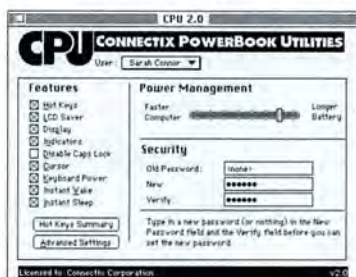 CPU 2.0
CPU CONNECTIX POWERBOOK UTILITIES
User: Sarah Connor
Features
Hot Keys
LCD Saver
Display
Indicators
Disable Caps Lock
Cursor
Keyboard Power
Instant Wake
Instant Sleep
Hot Keys Summary
Advanced Settings
Power Management
Faster Computer
Longer Battery
Security
Old Password: (none)
New ••••••
Verify ••••••
Type in a new password (or nothing) in the New
Password field and the Verify field before you can
set the new password.
Licensed to: Connectix Corporation v2.0